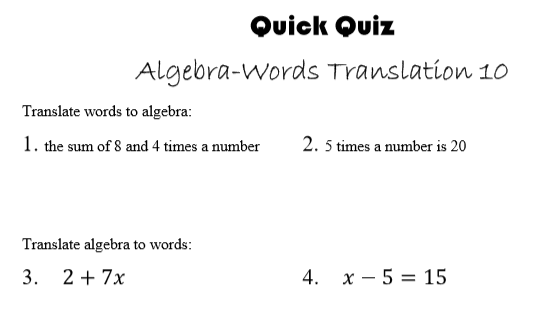 Quick Quiz
Algebra-Words Translation 10
Translate words to algebra:
1. the sum of 8 and 4 times a number
2. 5 times a number is 20
Translate algebra to words:
3. 2 + 7x
4. x − 5 = 15